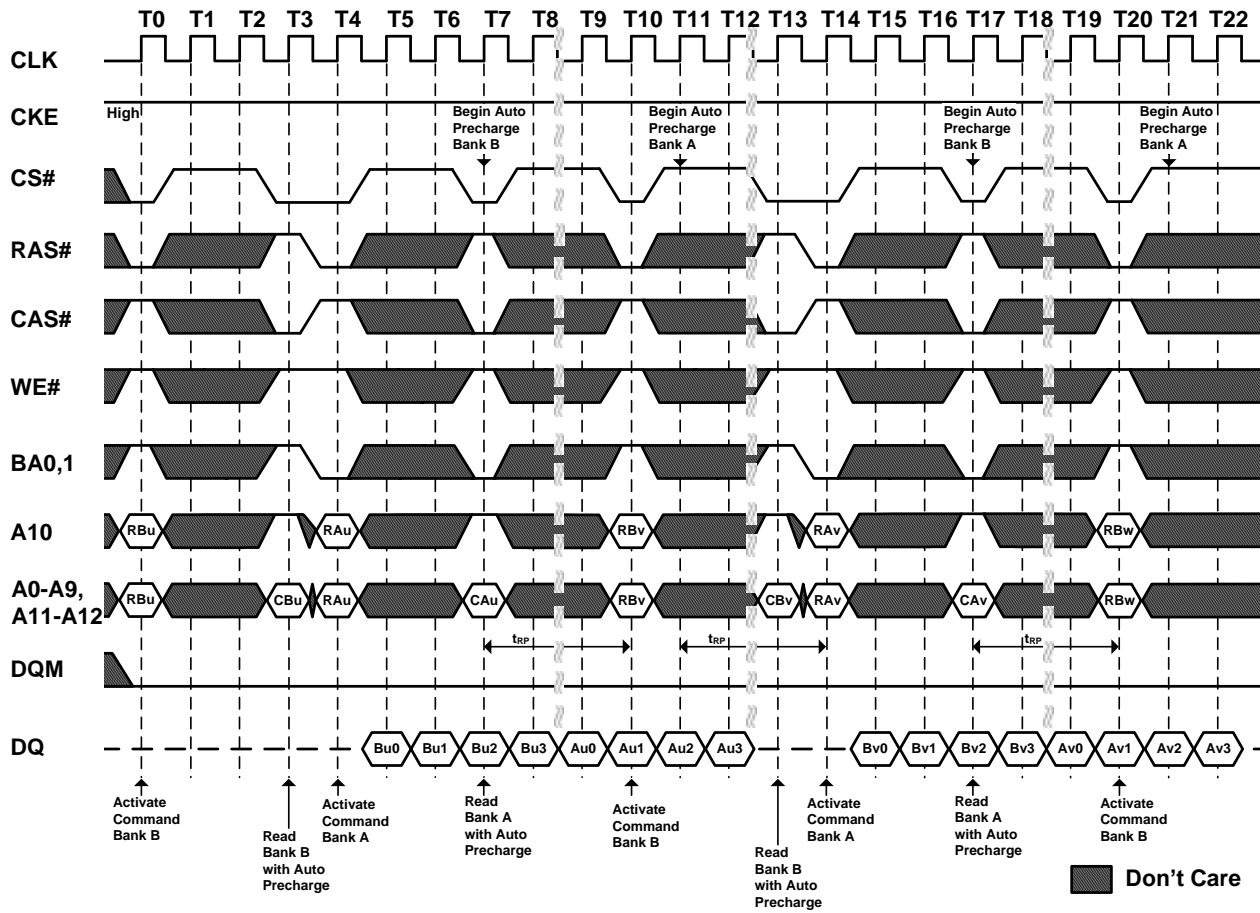 T0 T1 T2 T3 T4 T5 T6 T7 T8 T9 T10 T11 T12 T13 T14 T15 T16 T17 T18 T19 T20 T21 T22
CLK
CKE
High
Begin Auto
Precharge
Bank B
Begin Auto
Precharge
Bank A
Begin Auto
Precharge
Bank B
Begin Auto
Precharge
Bank A
CS#
RAS#
CAS#
WE#
BA0,1
A10
RBu RAu RBv RAv RBw
A0-A9,
A11-A12
RBu CBu RAu CAu RBv CBv RAv CAv RBw
tRP tRP tRP
DQM
DQ
Bu0 Bu1 Bu2 Bu3 Au0 Au1 Au2 Au3 Bv0 Bv1 Bv2 Bv3 Av0 Av1 Av2 Av3
Activate
Command
Bank B
Read
Bank B
with Auto
Precharge
Activate
Command
Bank A
Read
Bank A
with Auto
Precharge
Activate
Command
Bank B
Read
Bank B
with Auto
Precharge
Activate
Command
Bank A
Read
Bank A
with Auto
Precharge
Activate
Command
Bank B
Don't Care